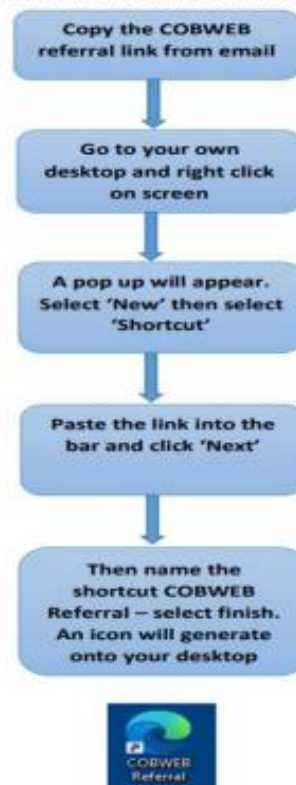 Copy the COBWEB
referral link from email
Go to your own
desktop and right click
on screen
A pop up will appear.
Select ‘New’ then select
‘Shortcut’
Paste the link into the
bar and click ‘Next’
Then name the
shortcut COBWEB
Referral – select finish.
An icon will generate
onto your desktop
COBWEB
Referral